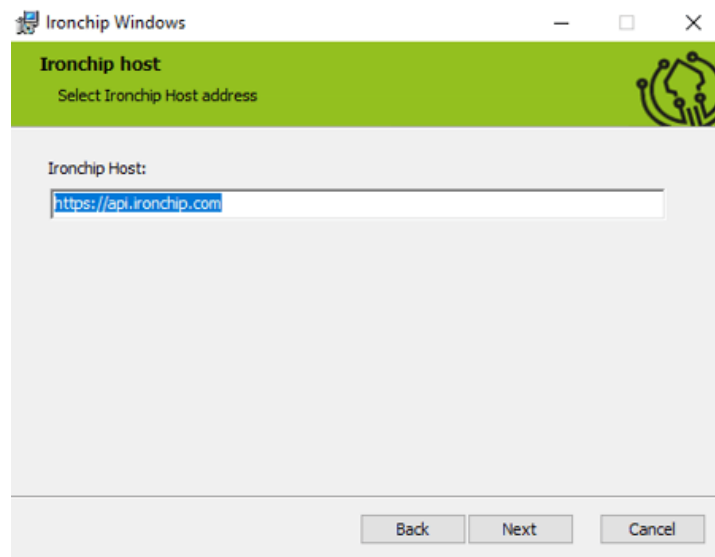 Ironchip Windows
Ironchip host
Select Ironchip Host address
Ironchip Host:
https://api.ironchip.com
Back Next Cancel